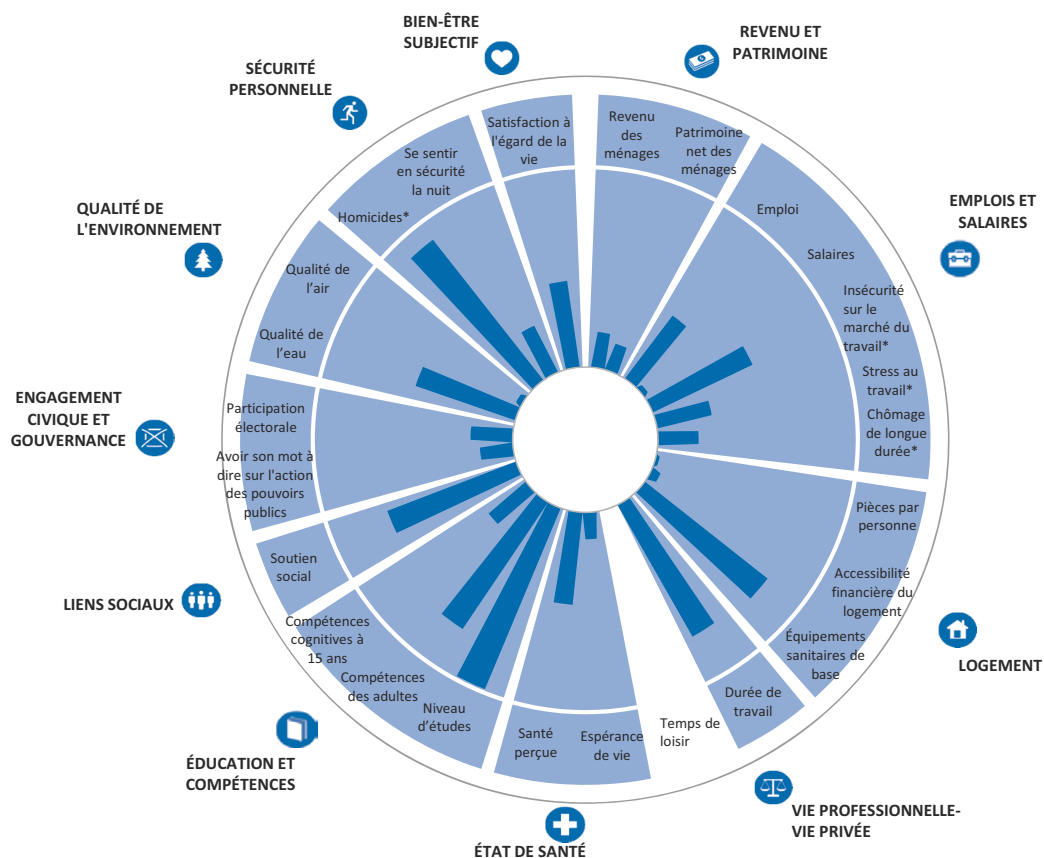 BIEN-ÊTRE
SUBJECTIF
REVENU ET
PATRIMOINE
SÉCURITÉ
PERSONNELLE
Satisfaction à
l'égard de la
vie
Revenu
des
ménages
Patrimoine
net des
ménages
Se sentir
en sécurité
la nuit
Homicides*
Emploi
Salaires
EMPLOIS ET
SALAIRES
QUALITÉ DE
L'ENVIRONNEMENT
Qualité de
l’air
Qualité de
l’eau
Insécurité
sur le
marché du
travail*
Stress au
travail*
Chômage
de longue
durée*
ENGAGEMENT
CIVIQUE ET
GOUVERNANCE
Participation
électorale
Avoir son mot à
dire sur l'action
des pouvoirs
publics
Pièces par
personne
Accessibilité
financière du
logement
Équipements
sanitaires de
base
LOGEMENT
LIENS SOCIAUX
Soutien
social
Compétences
cognitives à
15 ans
Compétences
des adultes
Niveau
d’études
ÉDUCATION ET
COMPÉTENCES
Santé
perçue
Espérance
de vie
Temps de
loisir
Durée de
travail
VIE PROFESSIONNELLE-
VIE PRIVÉE
ÉTAT DE SANTÉ